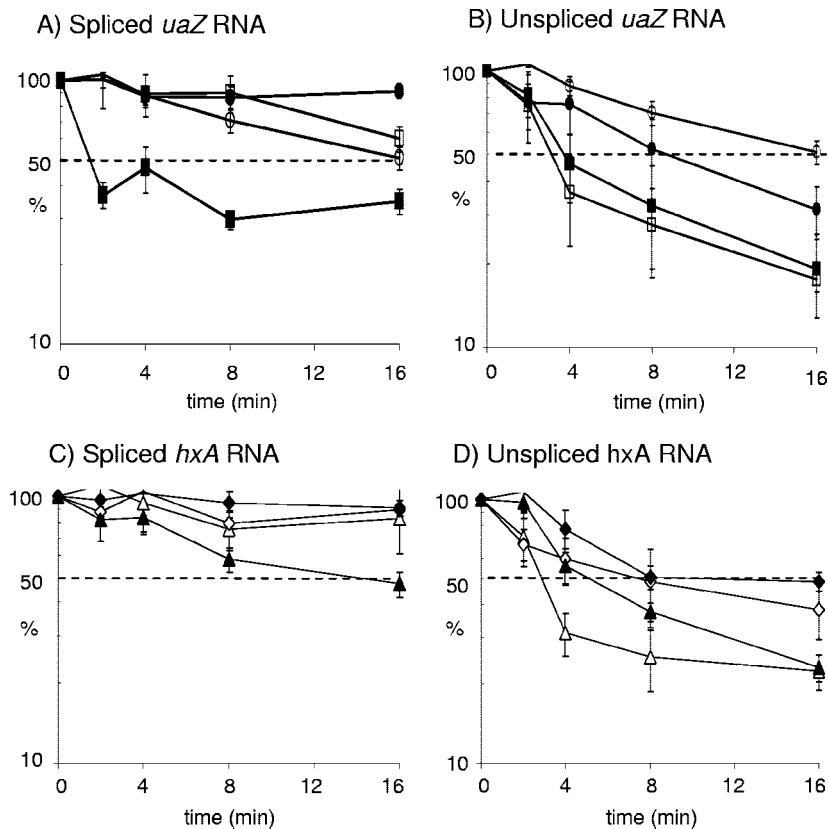 A) Spliced uaZ RNA
100
50
%
10
0 4 8 12 16
time (min)
B) Unspliced uaZ RNA
100
50
%
10
0 4 8 12 16
time (min)
C) Spliced hxA RNA
100
50
%
10
0 4 8 12 16
time (min)
D) Unspliced hxA RNA
100
50
%
10
0 4 8 12 16
time (min)